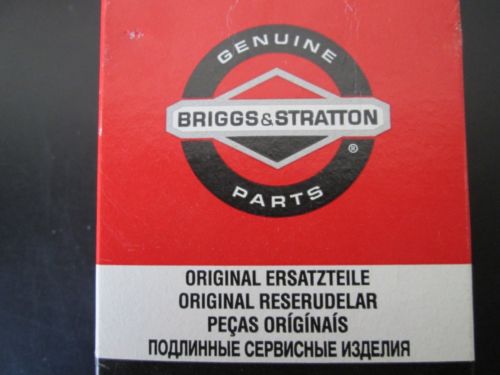 GENUINE
BRIGGS&STRATTON
®
PARTS
ORIGINAL ERSATZTEILE
ORIGINAL RESERUDELAR
PEÇAS ORÍGÍNAÍS
ПОДЛИННЫЕ СЕРВИСНЫЕ ИЗДЕЛИЯ